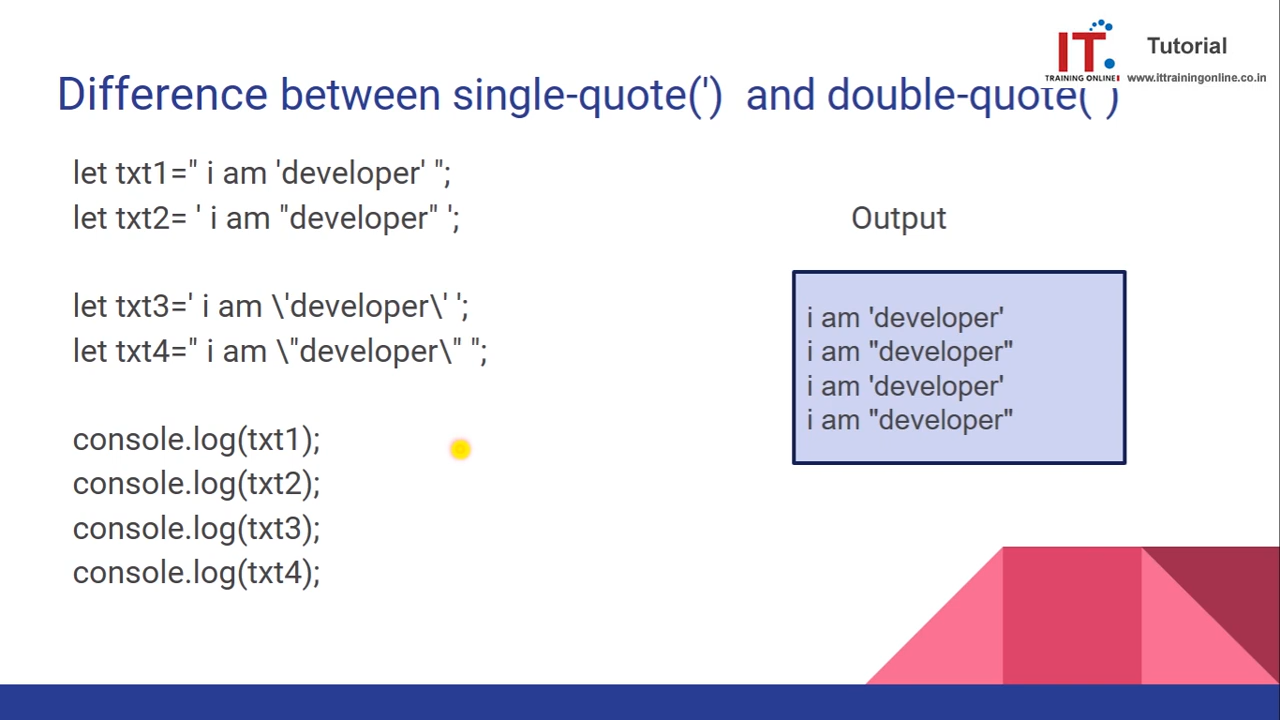 IT.
TRAINING ONLINE
Tutorial
www.ittrainingonline.co.in
Difference between single-quote(') and double-quote(")
let txt1=" i am 'developer' ";
let txt2= ' i am "developer" ';
let txt3=' i am \'developer\' ';
let txt4=" i am \"developer\" ";
console.log(txt1);
console.log(txt2);
console.log(txt3);
console.log(txt4);
Output
i am 'developer'
i am "developer"
i am 'developer'
i am "developer"